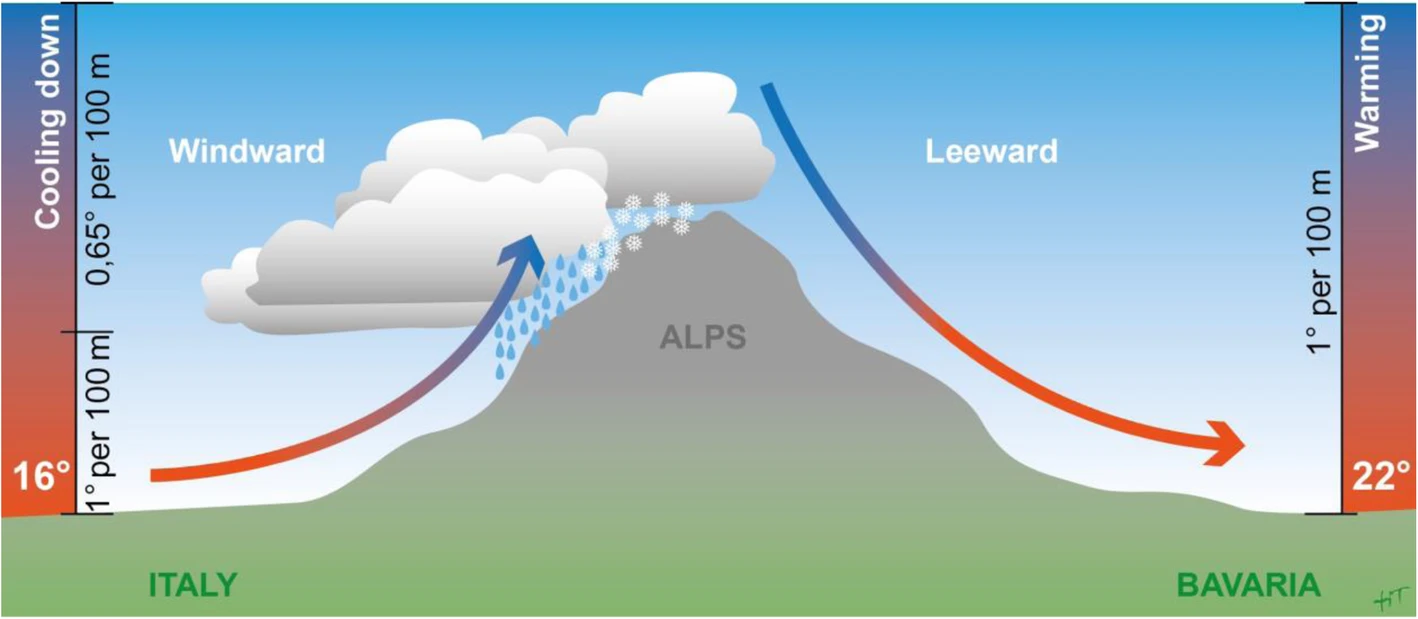 Cooling down
0,65° per 100 m
1° per 100 m
16°
Windward
ALPS
Leeward
Warming
1° per 100 m
22°
ITALY
BAVARIA